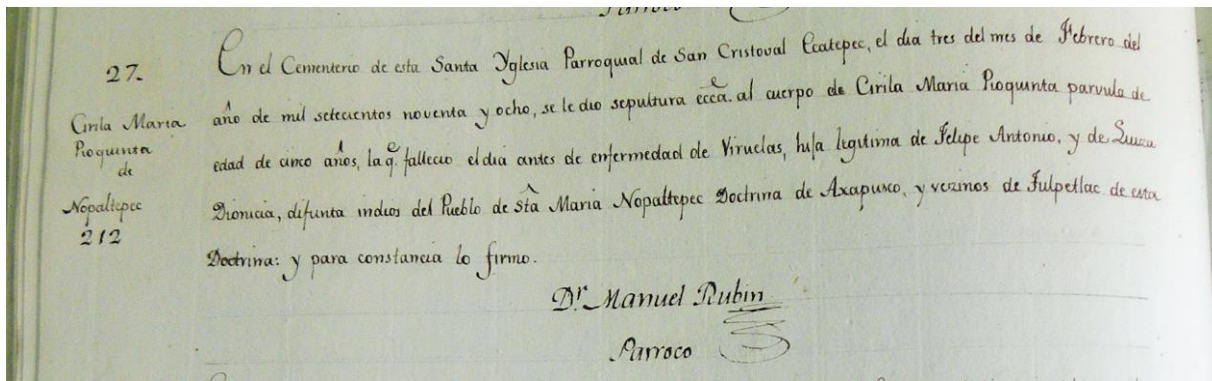 Parroco
27.
Cirila Maria
Pioquinta
de
Nopaltepec
212
En el Cementerio de esta Santa Yglesia Parroquial de San Cristoval Ecatepec, el dia tres del mes de Febrero del
año de mil setecientos noventa y ocho, se le dio sepultura ecca. al cuerpo de Cirila Maria Pioquinta parvula de
edad de cinco años, la q.e fallecio el dia antes de enfermedad de Viruelas, hija legitima de Felipe Antonio, y de Luiza
Dionicia, difunta indios del Pueblo de Sta Maria Nopaltepec Doctrina de Axapusco, y vezinos de Tulpetlac de esta
Doctrina: y para constancia lo firmo.
Dr. Manuel Rubin
Parroco